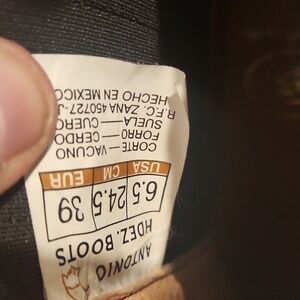 ANTONIO
HDEZ. BOOTS
6.5 24.5 39
USA CM EUR
CORTE — VACUNO
FORRO — CERDO
SUELA — CUERO
R.F.C. ZANA 450727-J
HECHO EN MEXICO